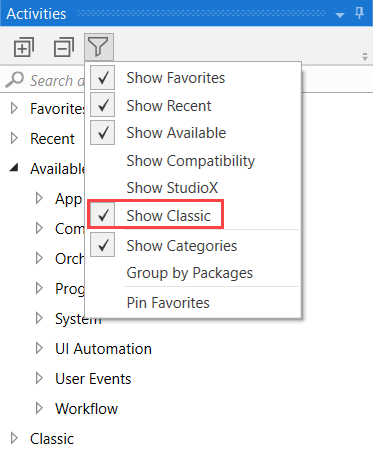 Activities
Search a
Show Favorites
Show Recent
Show Available
Show Compatibility
Show StudioX
Show Classic
Show Categories
Group by Packages
Pin Favorites
Favorites
Recent
Available
App
Com
Orch
Prog
System
UI Automation
User Events
Workflow
Classic